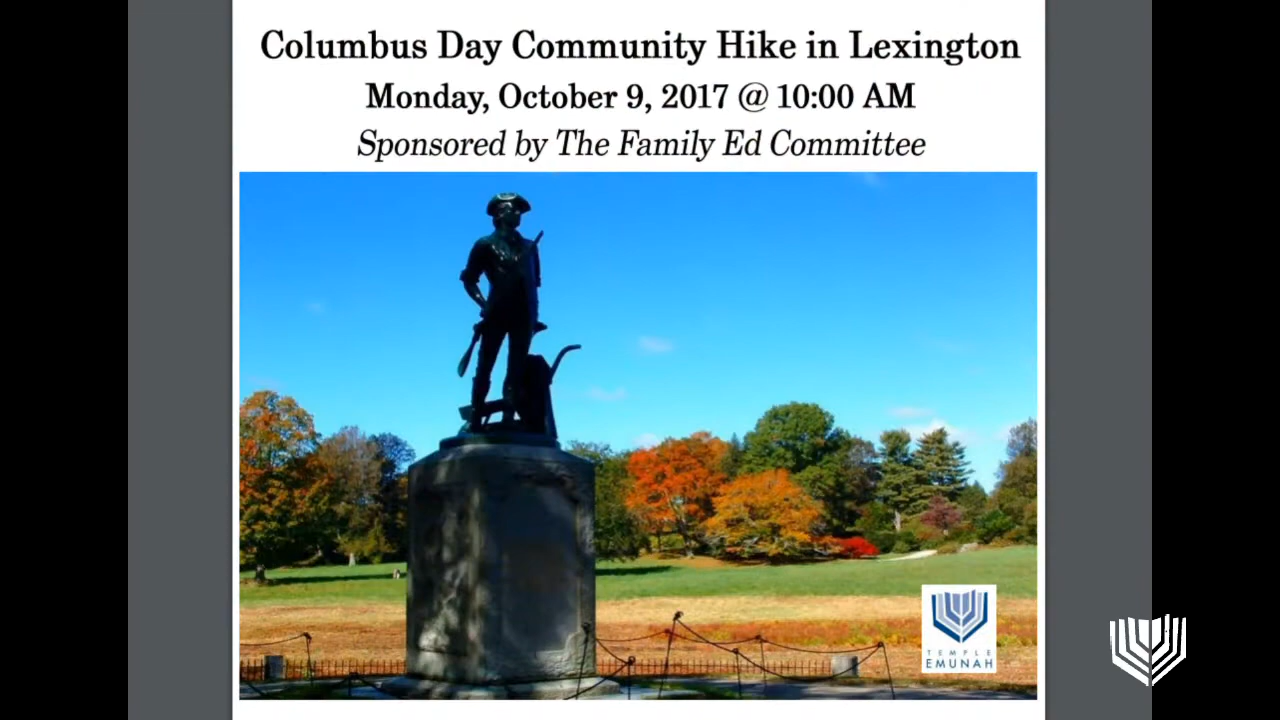 Columbus Day Community Hike in Lexington
Monday, October 9, 2017 @ 10:00 AM
Sponsored by The Family Ed Committee
TEMPLE
EMUNAH